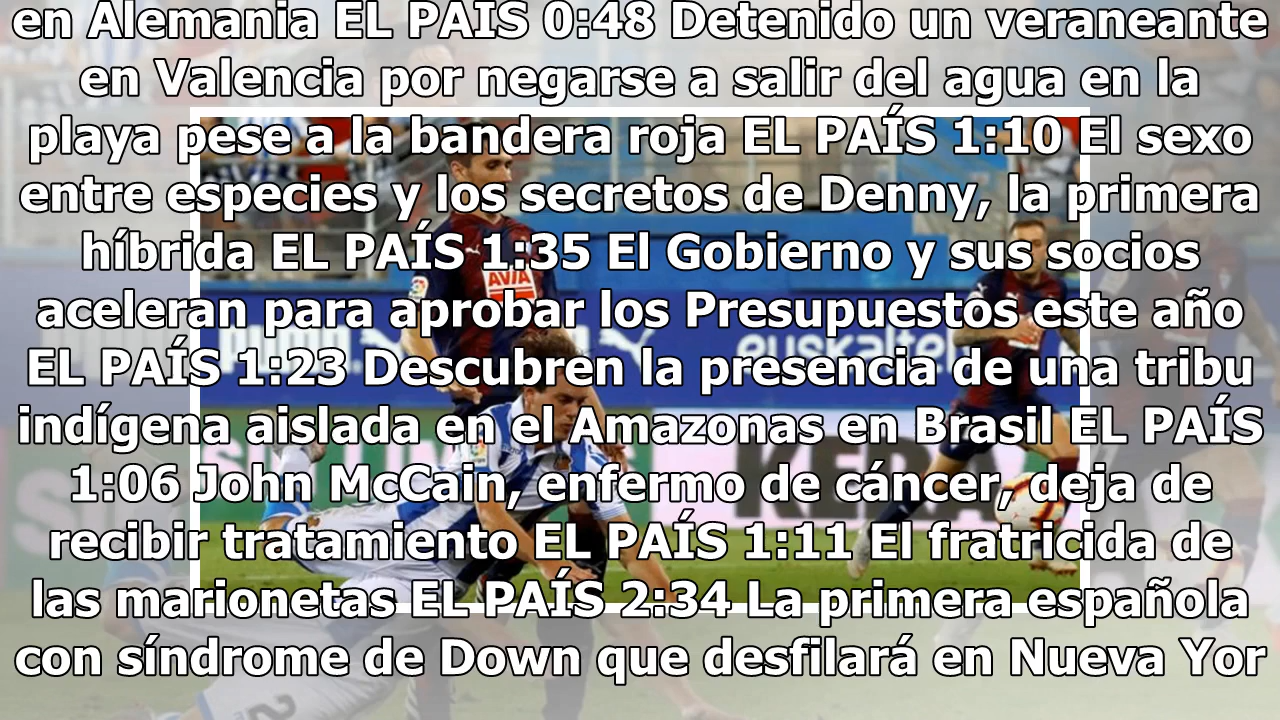 en Alemania EL PAÍS 0:48 Detenido un veraneante
en Valencia por negarse a salir del agua en la
playa pese a la bandera roja EL PAÍS 1:10 El sexo
entre especies y los secretos de Denny, la primera
híbrida EL PAÍS 1:35 El Gobierno y sus socios
aceleran para aprobar los Presupuestos este año
EL PAÍS 1:23 Descubren la presencia de una tribu
indígena aislada en el Amazonas en Brasil EL PAÍS
1:06 John McCain, enfermo de cáncer, deja de
recibir tratamiento EL PAÍS 1:11 El fratricida de
las marionetas EL PAÍS 2:34 La primera española
con síndrome de Down que desfilará en Nueva Yor
AVIA
euskaltel